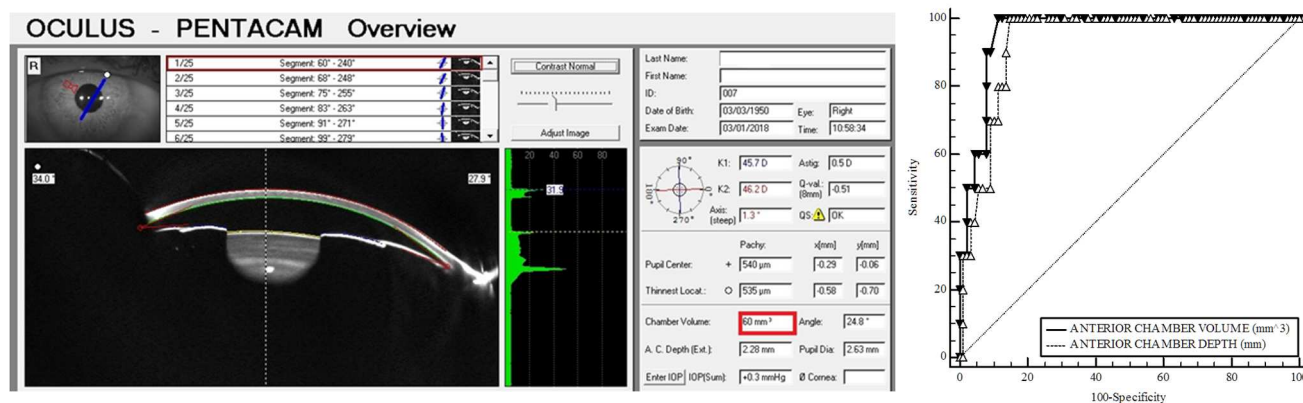 OCULUS - PENTACAM Overview
R
1/25 Segment: 60° - 240°
2/25 Segment: 68° - 248°
3/25 Segment: 75° - 255°
4/25 Segment: 83° - 263°
5/25 Segment: 91° - 271°
6/25 Segment: 99° - 279°
Contrast Normal
Adjust Image
Last Name:
First Name:
ID: 007
Date of Birth: 03/03/1950 Eye: Right
Exam Date: 03/01/2018 Time: 10:58:34
34.0° 27.9°
20 40 60 80
31.9
90°
180°
0°
270°
K1: 45.7 D Astig: 0.5 D
K2: 46.2 D Q-val.: (8mm) -0.51
Axis: (steep) 1.3° QS: OK
Pachy: x[mm] y[mm]
Pupil Center: + 540 µm -0.29 -0.06
Thinnest Locat.: O 535 µm -0.58 -0.70
Chamber Volume: 60 mm³ Angle: 24.8°
A. C. Depth (Ext.): 2.28 mm Pupil Dia: 2.63 mm
Enter IOP IOP(Sum): +0.3 mmHg Ø Cornea:
100
80
60
40
20
0
Sensitivity
ANTERIOR CHAMBER VOLUME (mm^3)
ANTERIOR CHAMBER DEPTH (mm)
0 20 40 60 80 100
100-Specificity